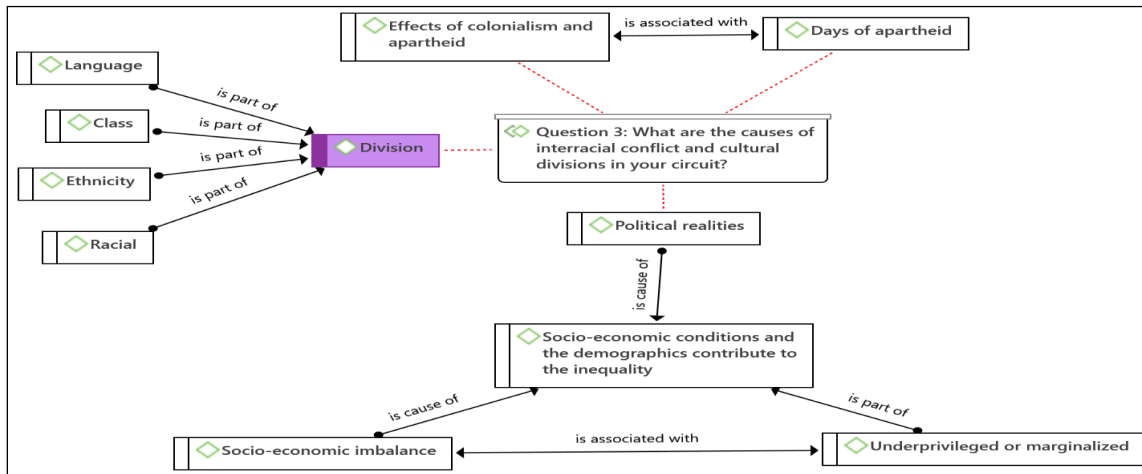 Effects of colonialism and
apartheid
is associated with
Days of apartheid
Language
is part of
Class
is part of
Ethnicity
is part of
Racial
is part of
Division
Question 3: What are the causes of
interracial conflict and cultural
divisions in your circuit?
Political realities
is cause of
Socio-economic conditions and
the demographics contribute to
the inequality
is cause of
is part of
Socio-economic imbalance
is associated with
Underprivileged or marginalized